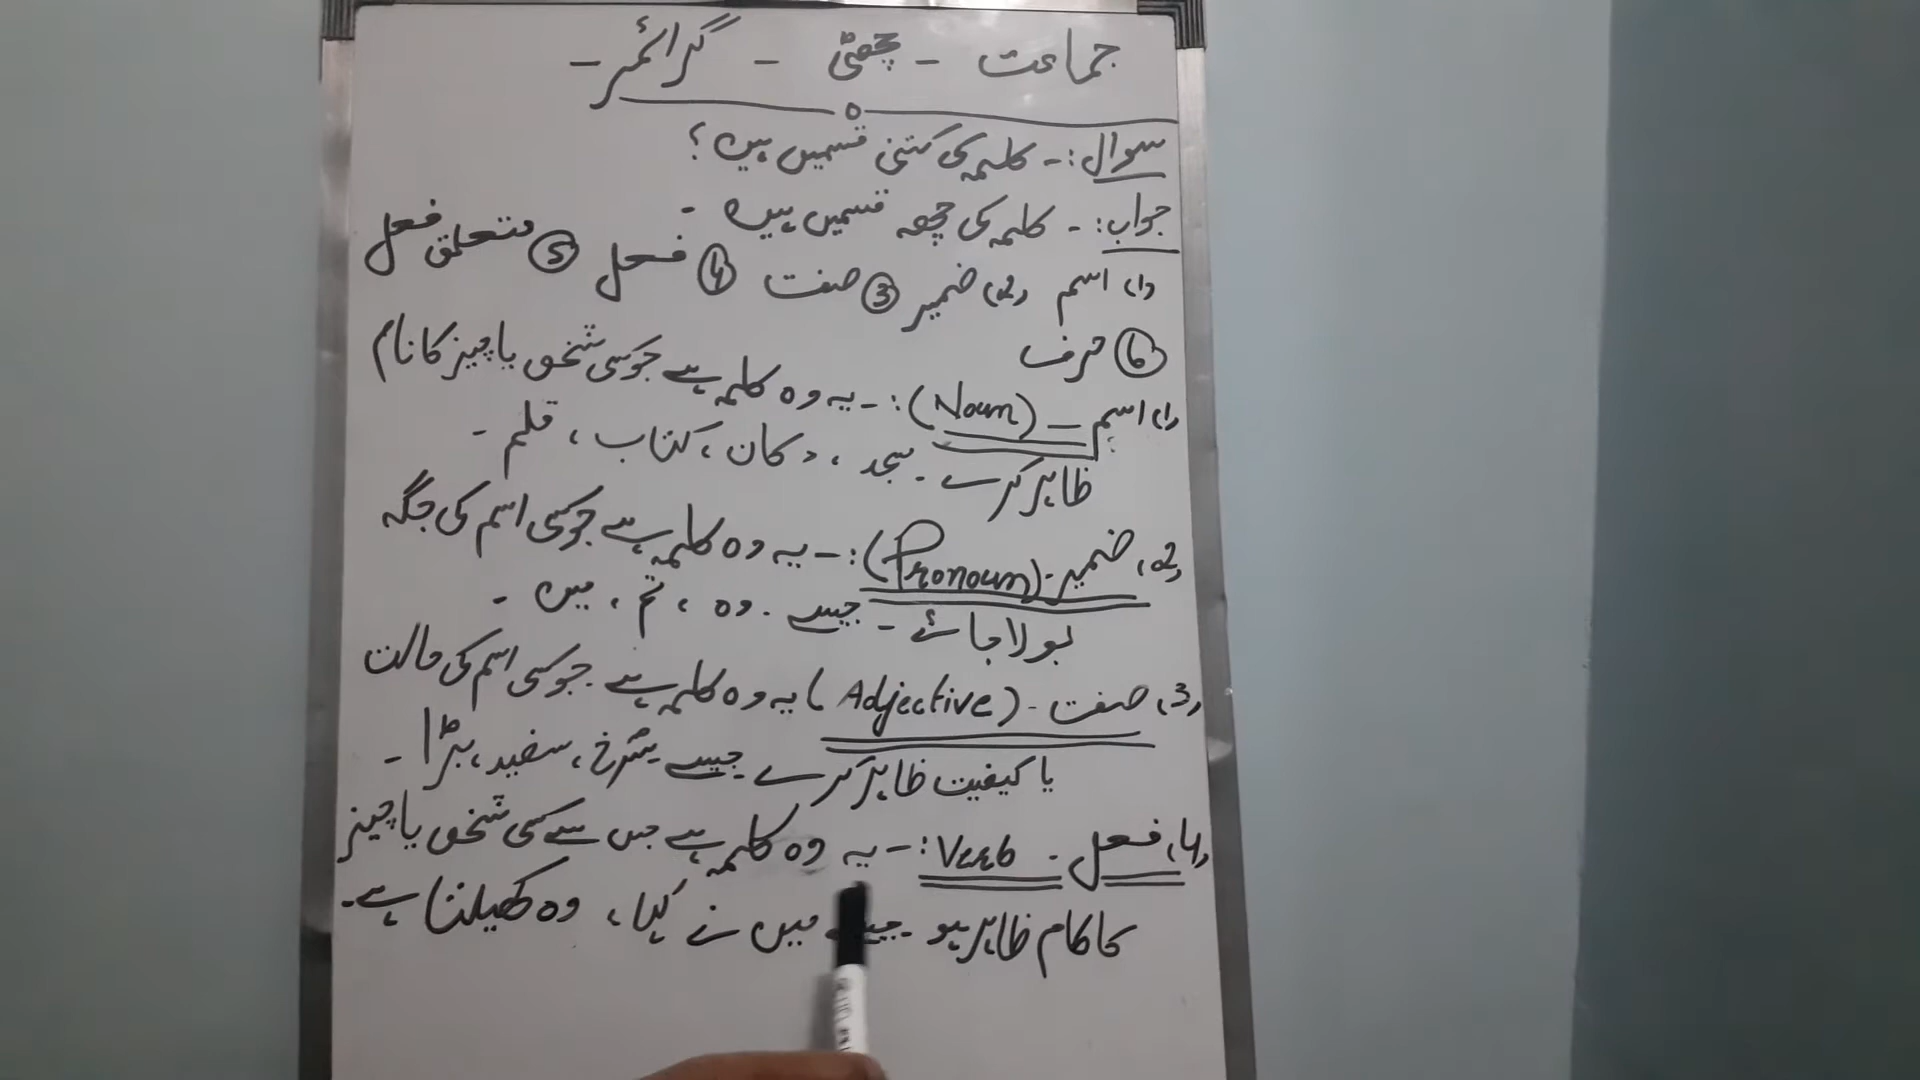 جماعت - چھٹی - گرائمر -
سوال :- کلمہ کی کتنی قسمیں ہیں ؟
جواب :- کلمہ کی چھ قسمیں ہیں -
(1) اسم (2) ضمیر (3) صفت (4) فعل (5) متعلق فعل
(6) حرف
(1) اسم - (Noun) :- یہ وہ کلمہ ہے جو کسی شخص یا چیز کا نام
ظاہر کرے - مسجد ، دکان ، کتاب ، قلم -
(2) ضمیر - (Pronoun) :- یہ وہ کلمہ ہے جو کسی اسم کی جگہ
بولا جائے - جیسے - وہ ، تم ، میں -
(3) صفت - (Adjective) یہ وہ کلمہ ہے - جو کسی اسم کی حالت
یا کیفیت ظاہر کرے - جیسے - سرخ ، سفید ، بڑا -
(4) فعل - Verb :- یہ وہ کلمہ ہے جس سے کسی شخص یا چیز
کا کام ظاہر ہو - جیسے میں نے کہا ، وہ کھیلتا ہے -